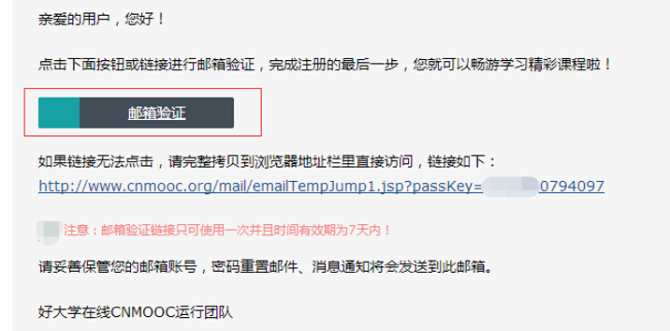 亲爱的用户，您好！
点击下面按钮或链接进行邮箱验证，完成注册的最后一步，您就可以畅游学习精彩课程啦！
邮箱验证
如果链接无法点击，请完整拷贝到浏览器地址栏里直接访问，链接如下：
http://www.cnmooc.org/mail/emailTempJump1.jsp?passKey= 0794097
注意：邮箱验证链接只可使用一次并且时间有效期为7天内！
请妥善保管您的邮箱账号，密码重置邮件、消息通知将会发送到此邮箱。
好大学在线CNMOOC运行团队